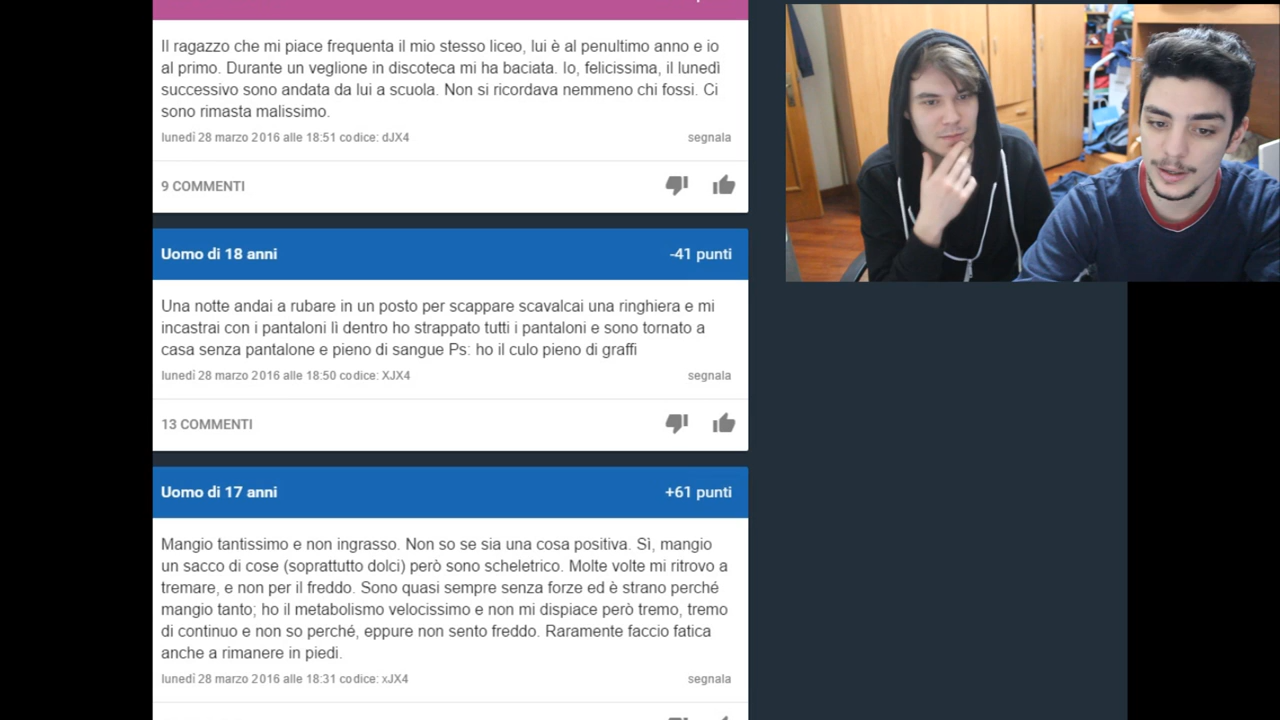 Il ragazzo che mi piace frequenta il mio stesso liceo, lui è al penultimo anno e io
al primo. Durante un veglione in discoteca mi ha baciata. Io, felicissima, il lunedì
successivo sono andata da lui a scuola. Non si ricordava nemmeno chi fossi. Ci
sono rimasta malissimo.
lunedì 28 marzo 2016 alle 18:51 codice: dJX4 segnala
9 COMMENTI
Uomo di 18 anni -41 punti
Una notte andai a rubare in un posto per scappare scavalcai una ringhiera e mi
incastrai con i pantaloni lì dentro ho strappato tutti i pantaloni e sono tornato a
casa senza pantalone e pieno di sangue Ps: ho il culo pieno di graffi
lunedì 28 marzo 2016 alle 18:50 codice: XJX4 segnala
13 COMMENTI
Uomo di 17 anni +61 punti
Mangio tantissimo e non ingrasso. Non so se sia una cosa positiva. Sì, mangio
un sacco di cose (soprattutto dolci) però sono scheletrico. Molte volte mi ritrovo a
tremare, e non per il freddo. Sono quasi sempre senza forze ed è strano perché
mangio tanto; ho il metabolismo velocissimo e non mi dispiace però tremo, tremo
di continuo e non so perché, eppure non sento freddo. Raramente faccio fatica
anche a rimanere in piedi.
lunedì 28 marzo 2016 alle 18:31 codice: xJX4 segnala